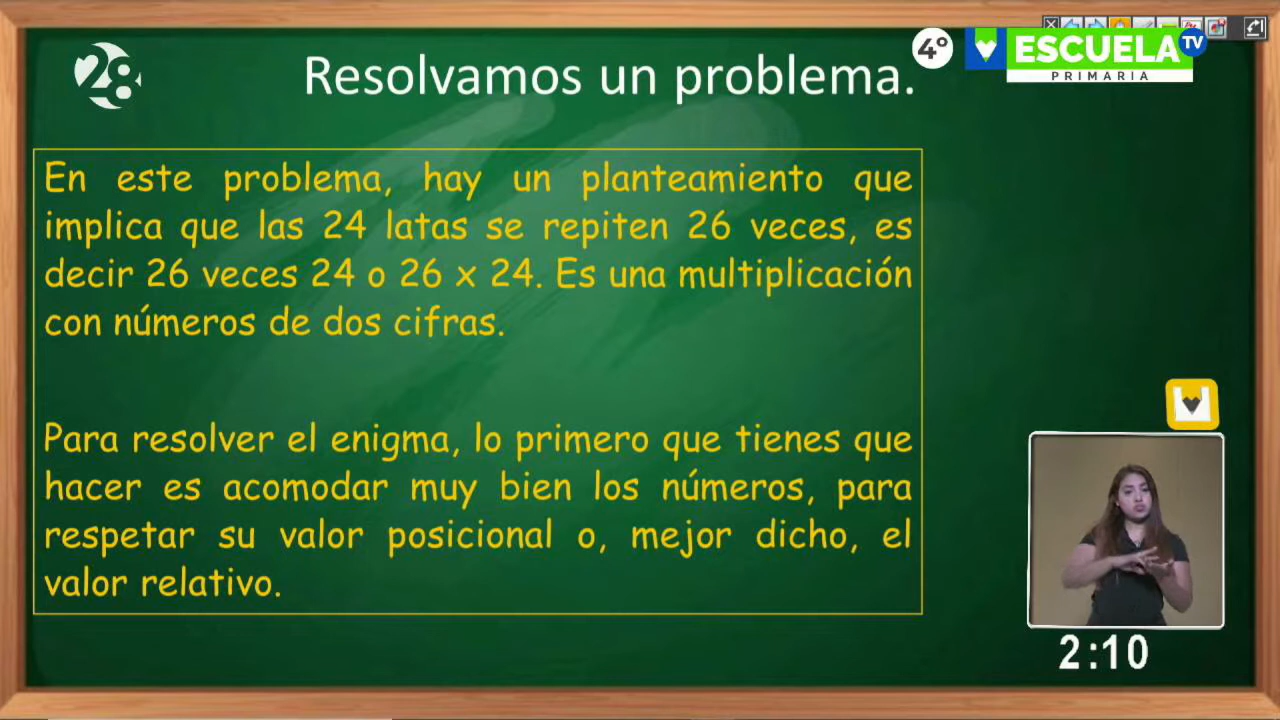 28
4°
ESCUELA TV
PRIMARIA
Resolvamos un problema.
En este problema, hay un planteamiento que
implica que las 24 latas se repiten 26 veces, es
decir 26 veces 24 o 26 x 24. Es una multiplicación
con números de dos cifras.
Para resolver el enigma, lo primero que tienes que
hacer es acomodar muy bien los números, para
respetar su valor posicional o, mejor dicho, el
valor relativo.
2:10